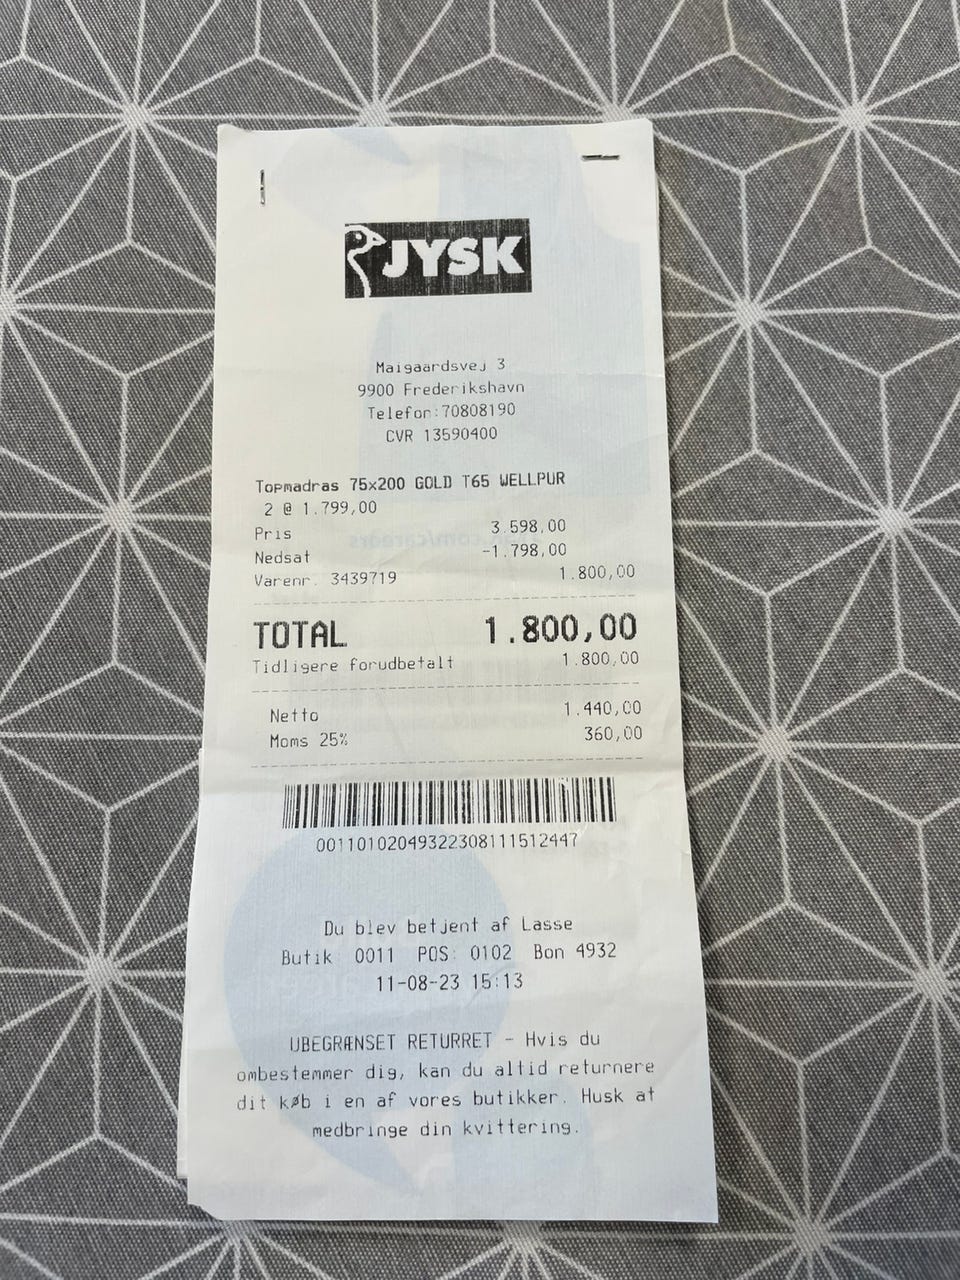 JYSK
Maigaardsvej 3
9900 Frederikshavn
Telefon:70808190
CVR 13590400
Topmadras 75x200 GOLD T65 WELLPUR
2 @ 1.799,00
Pris 3.598,00
Nedsat -1.798,00
Varenr. 3439719 1.800,00
TOTAL 1.800,00
Tidligere forudbetalt 1.800,00
Netto 1.440,00
Moms 25% 360,00
0011010204932230811151244​7
Du blev betjent af Lasse
Butik 0011 POS: 0102 Bon 4932
11-08-23 15:13
UBEGRÆNSET RETURRET - Hvis du
ombestemmer dig, kan du altid returnere
dit køb i en af vores butikker. Husk at
medbringe din kvittering.